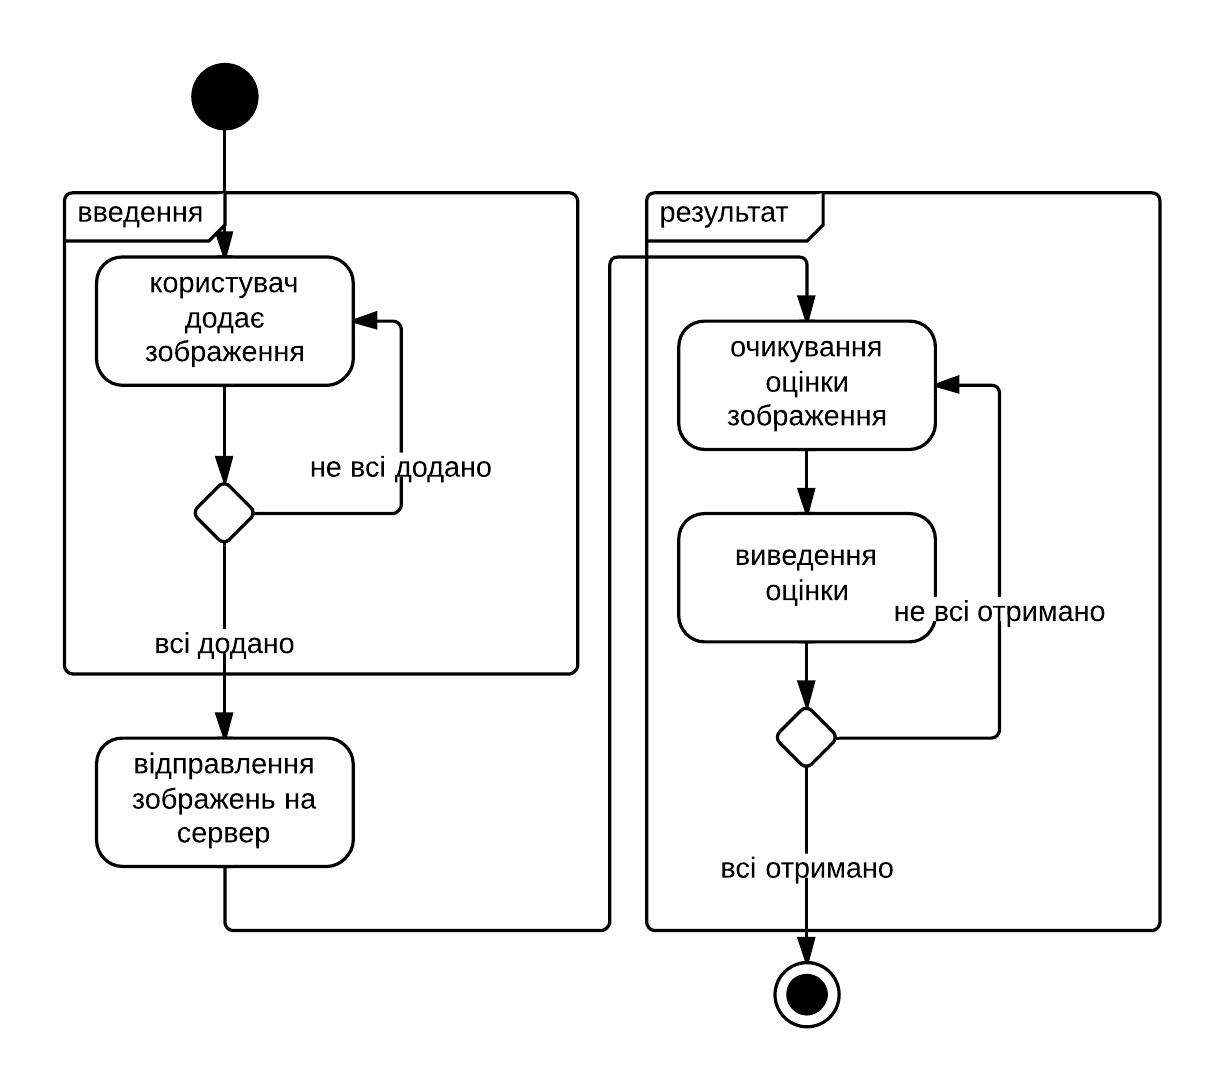 введення
користувач
додає
зображення
не всі додано
всі додано
відправлення
зображень на
сервер
результат
очикування
оцінки
зображення
виведення
оцінки
не всі отримано
всі отримано